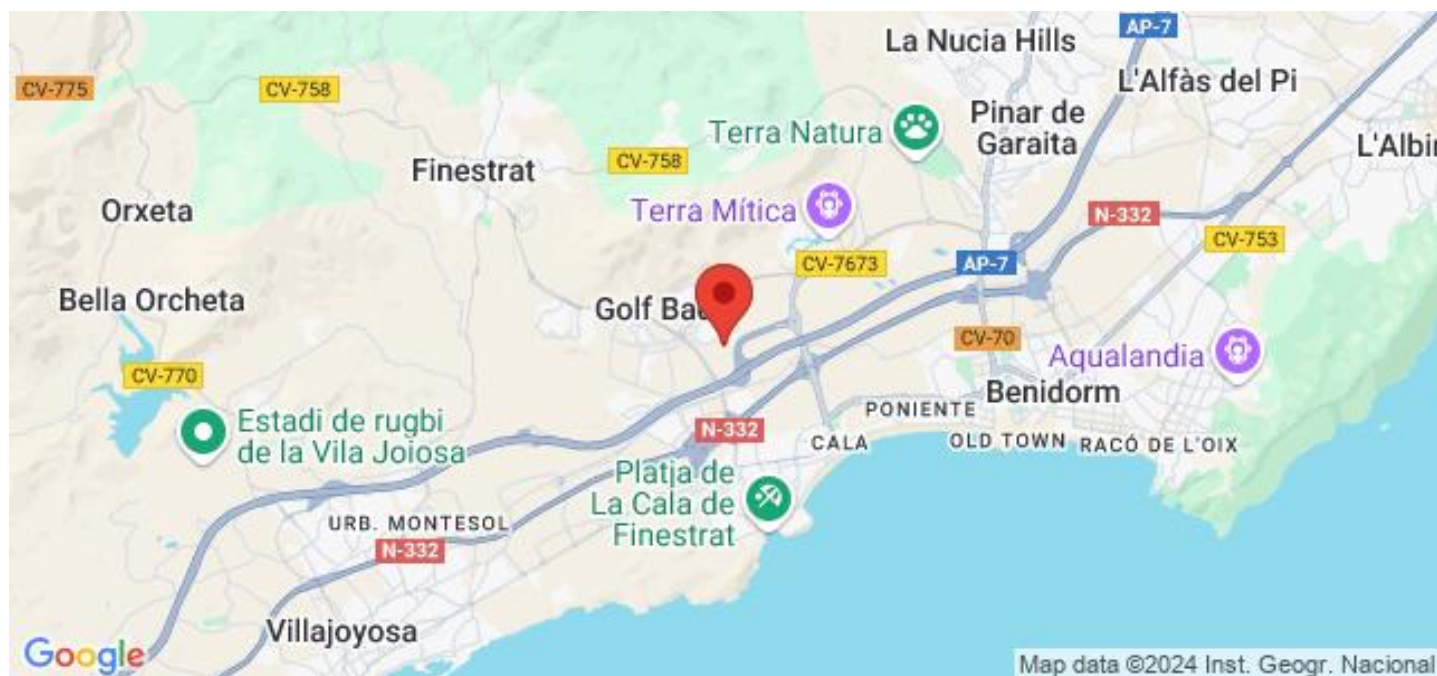 AP-7
La Nucia Hills
L'Alfàs del Pi
CV-775
CV-758
Terra Natura
Pinar de
Garaita
L'Albir
Finestrat
CV-758
Orxeta
Terra Mítica
N-332
CV-753
CV-7673
AP-7
Bella Orcheta
Golf Ba
CV-70
Aqualandia
CV-770
Benidorm
PONIENTE
Estadi de rugbi
de la Vila Joiosa
N-332
CALA
OLD TOWN
RACÓ DE L'OIX
Platja de
La Cala de
Finestrat
URB. MONTESOL
N-332
Villajoyosa
Google
Map data ©2024 Inst. Geogr. Nacional